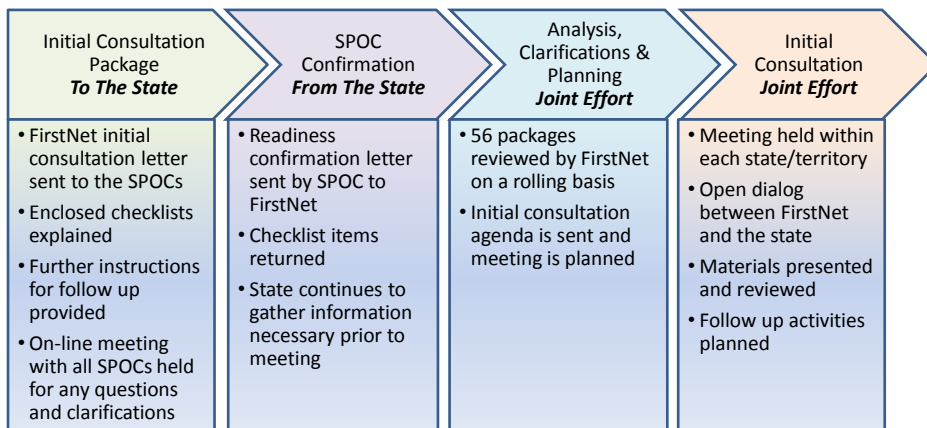 Initial Consultation
Package
To The State
• FirstNet initial
consultation letter
sent to the SPOCs
• Enclosed checklists
explained
• Further instructions
for follow up
provided
• On-line meeting
with all SPOCs held
for any questions
and clarifications
SPOC
Confirmation
From The State
• Readiness
confirmation letter
sent by SPOC to
FirstNet
• Checklist items
returned
• State continues to
gather information
necessary prior to
meeting
Analysis,
Clarifications &
Planning
Joint Effort
• 56 packages
reviewed by FirstNet
on a rolling basis
• Initial consultation
agenda is sent and
meeting is planned
Initial
Consultation
Joint Effort
• Meeting held within
each state/territory
• Open dialog
between FirstNet
and the state
• Materials presented
and reviewed
• Follow up activities
planned